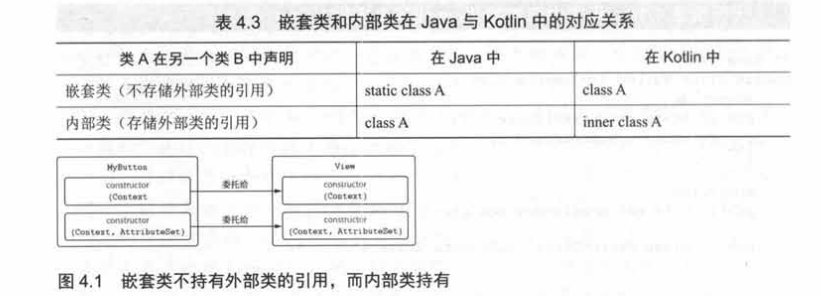 表 4.3 嵌套类和内部类在 Java 与 Kotlin 中的对应关系
类 A 在另一个类 B 中声明 在 Java 中 在 Kotlin 中
嵌套类（不存储外部类的引用） static class A class A
内部类（存储外部类的引用） class A inner class A
MyButton View
constructor 委托给 constructor
(Context (Context)
constructor 委托给 constructor
(Context, AttributeSet) (Context, AttributeSet)
图 4.1 嵌套类不持有外部类的引用，而内部类持有